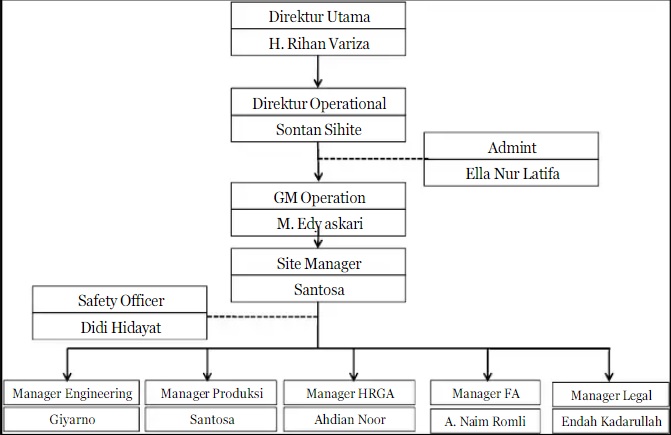 Direktur Utama
H. Rihan Variza
Direktur Operational
Sontan Sihite
Admint
Ella Nur Latifa
GM Operation
M. Edy askari
Site Manager
Santosa
Safety Officer
Didi Hidayat
Manager Engineering
Giyarno
Manager Produksi
Santosa
Manager HRGA
Ahdian Noor
Manager FA
A. Naim Romli
Manager Legal
Endah Kadarullah